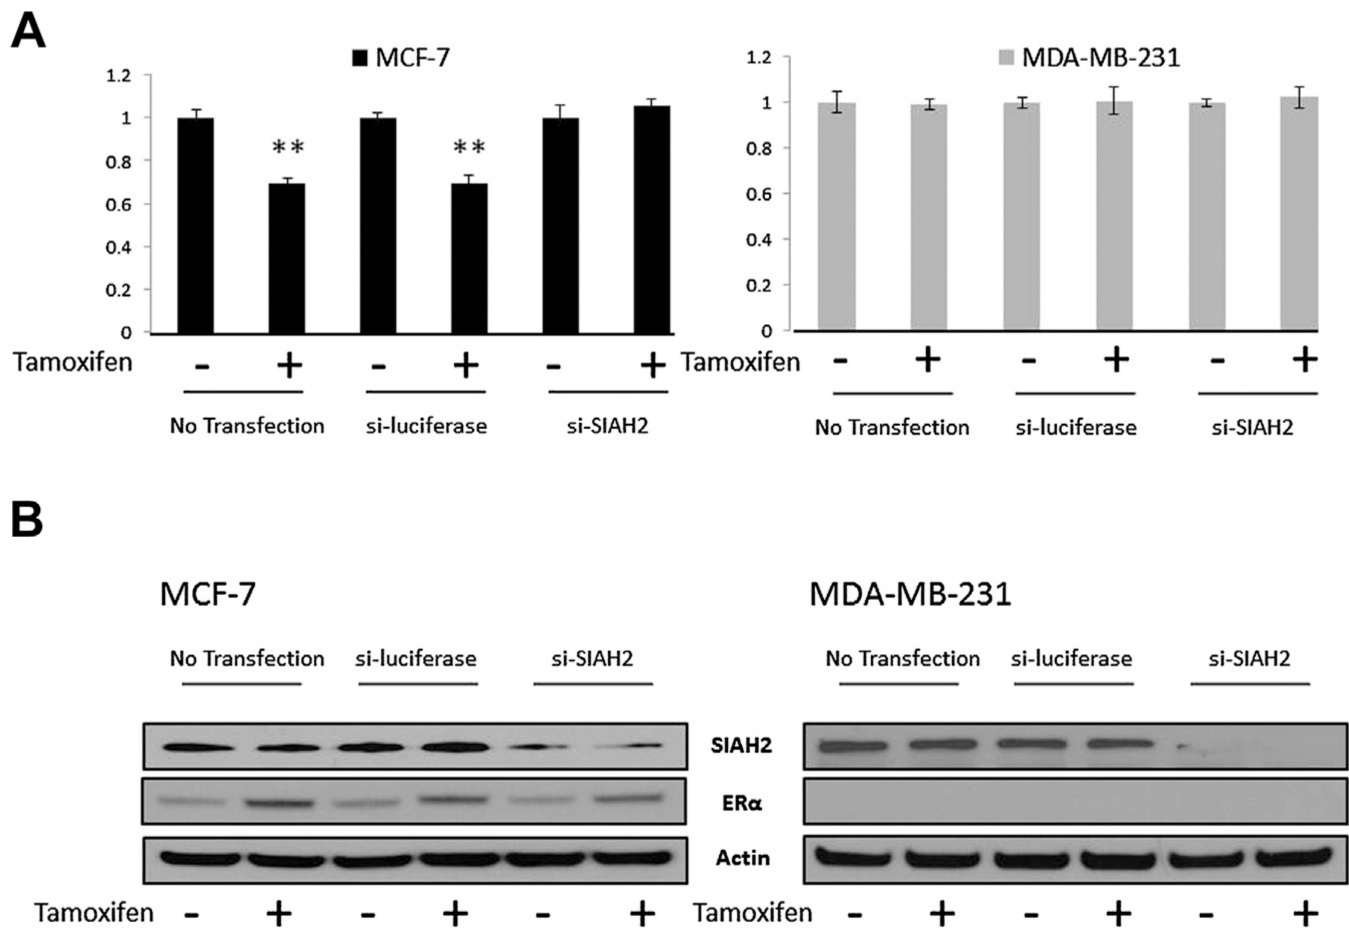 A
MCF-7
1.2
1
0.8
0.6
0.4
0.2
0
**
**
Tamoxifen - + - + - +
No Transfection si-luciferase si-SIAH2
MDA-MB-231
1.2
1
0.8
0.6
0.4
0.2
0
Tamoxifen - + - + - +
No Transfection si-luciferase si-SIAH2
B
MCF-7
No Transfection si-luciferase si-SIAH2
MDA-MB-231
No Transfection si-luciferase si-SIAH2
SIAH2
ERα
Actin
Tamoxifen - + - + - +
Tamoxifen - + - + - +